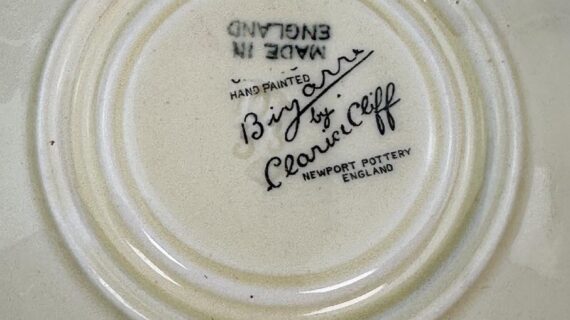 MADE IN
ENGLAND
HAND PAINTED
Bizarre
by
Clarice Cliff
NEWPORT POTTERY
ENGLAND